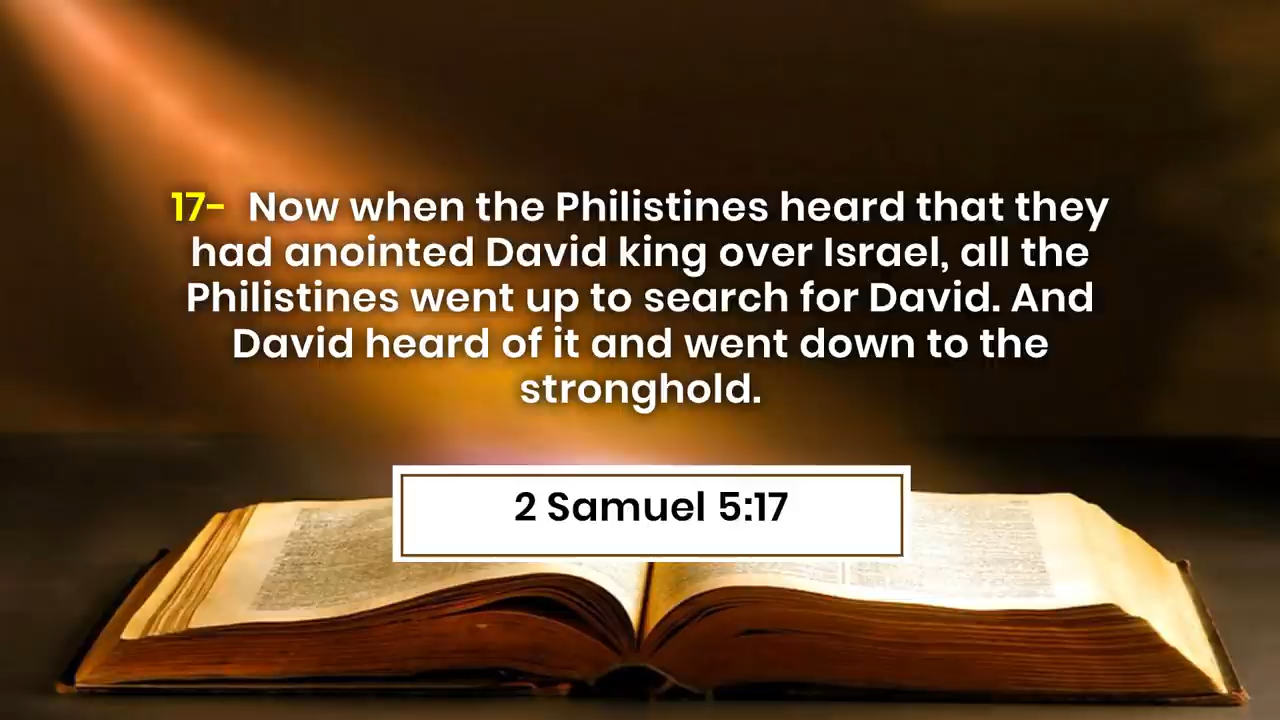 17- Now when the Philistines heard that they
had anointed David king over Israel, all the
Philistines went up to search for David. And
David heard of it and went down to the
stronghold.
2 Samuel 5:17